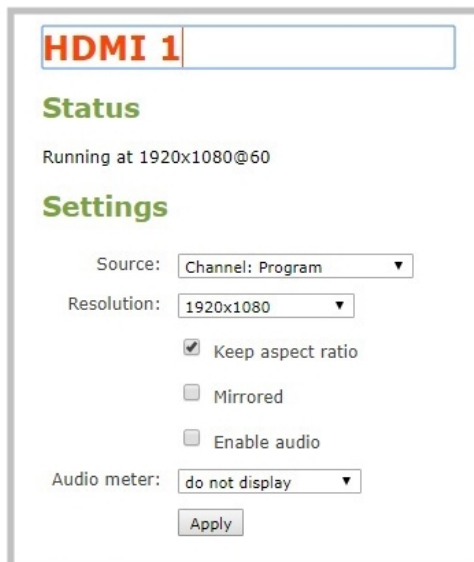 HDMI 1
Status
Running at 1920x1080@60
Settings
Source: Channel: Program
Resolution: 1920x1080
Keep aspect ratio
Mirrored
Enable audio
Audio meter: do not display
Apply